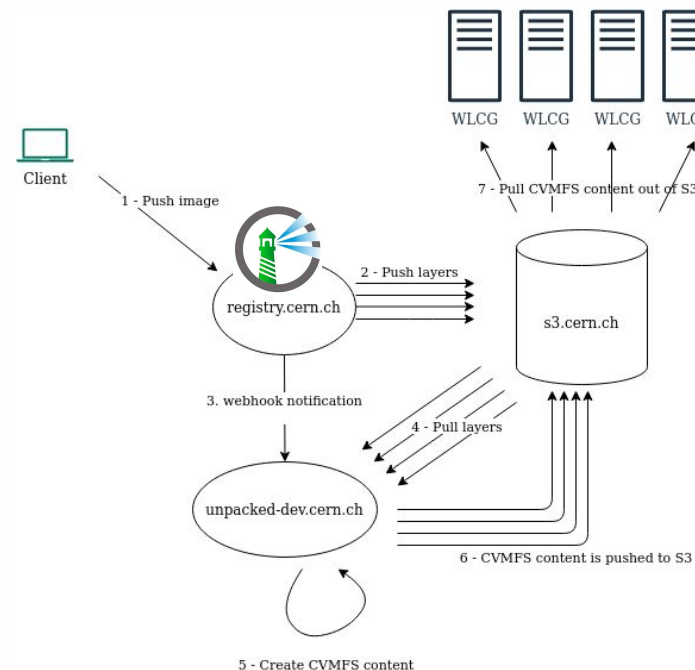 WLCG WLCG WLCG WLC
Client
1 - Push image
7 - Pull CVMFS content out of S3
2 - Push layers
registry.cern.ch
s3.cern.ch
3. webhook notification
4 - Pull layers
unpacked-dev.cern.ch
6 - CVMFS content is pushed to S3
5 - Create CVMFS content